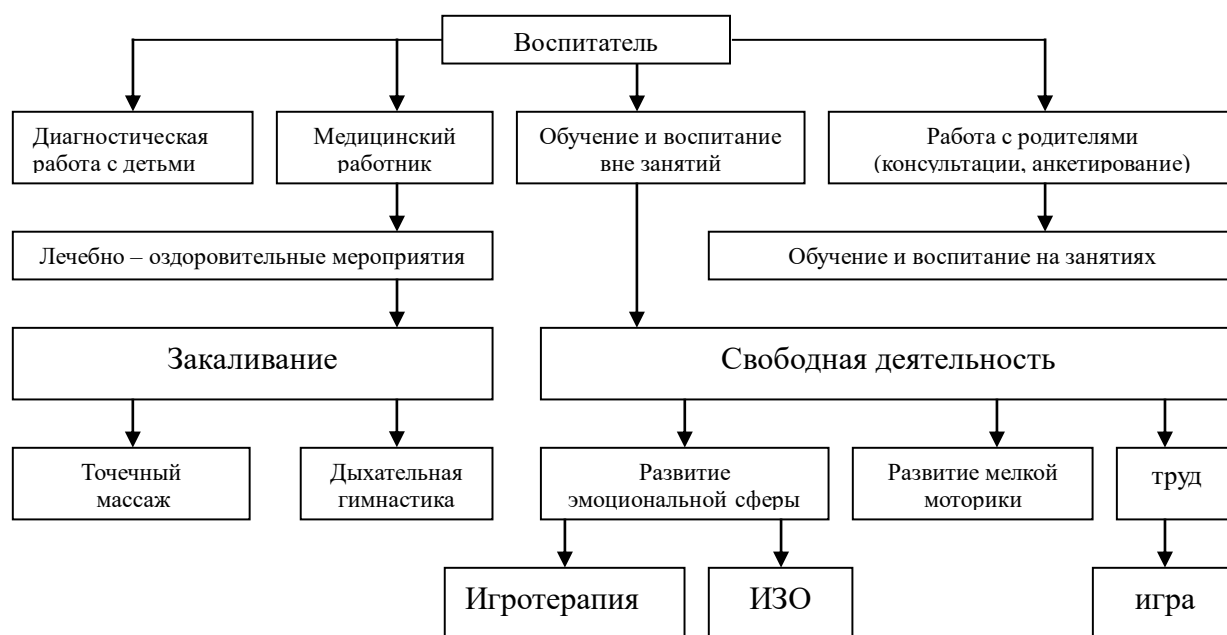 Воспитатель
Диагностическая
работа с детьми
Медицинский
работник
Обучение и воспитание
вне занятий
Работа с родителями
(консультации, анкетирование)
Лечебно – оздоровительные мероприятия
Обучение и воспитание на занятиях
Закаливание
Свободная деятельность
Точечный
массаж
Дыхательная
гимнастика
Развитие
эмоциональной сферы
Развитие мелкой
моторики
труд
Игротерапия
ИЗО
игра